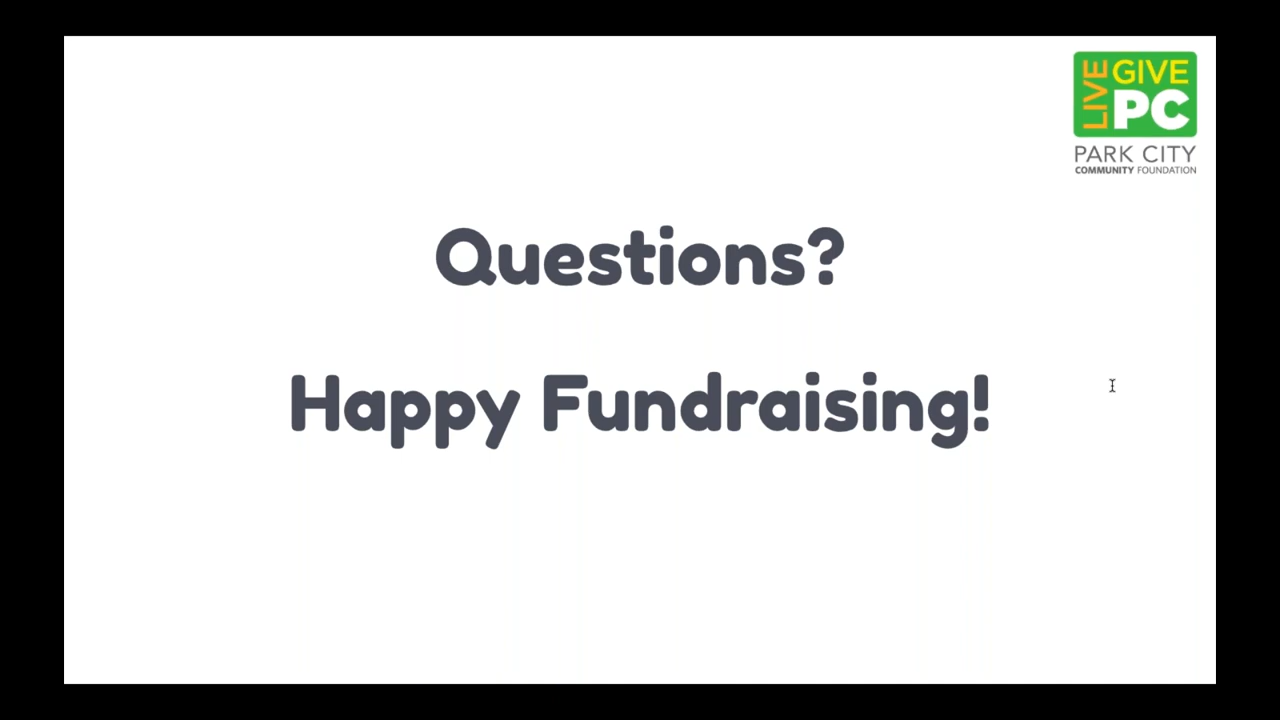 LIVE GIVE
PC
PARK CITY
COMMUNITY FOUNDATION
Questions?
Happy Fundraising!